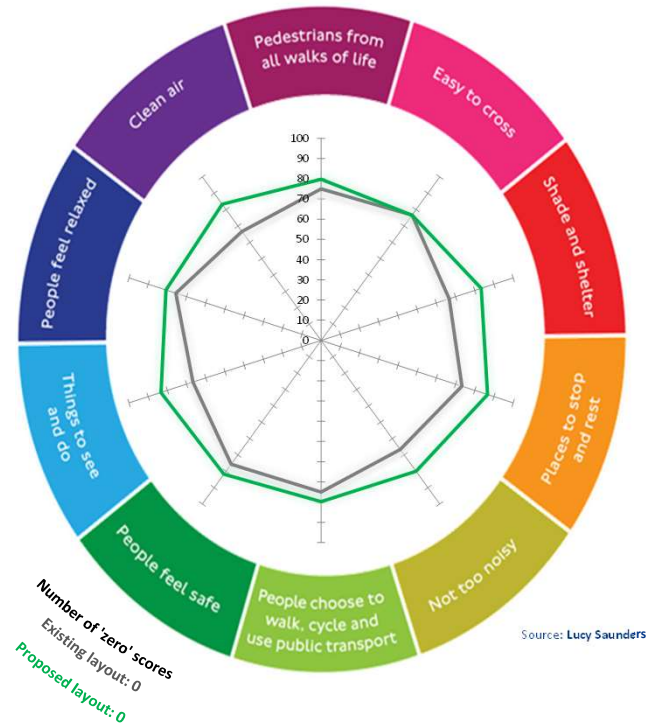 Pedestrians from
all walks of life
Easy to cross
Shade and shelter
Places to stop
and rest
Not too noisy
People choose to
walk, cycle and
use public transport
People feel safe
Things to see
and do
People feel relaxed
Clean air
100
90
80
70
60
50
40
30
20
10
0
Number of 'zero' scores
Existing layout: 0
Proposed layout: 0
Source: Lucy Saunders